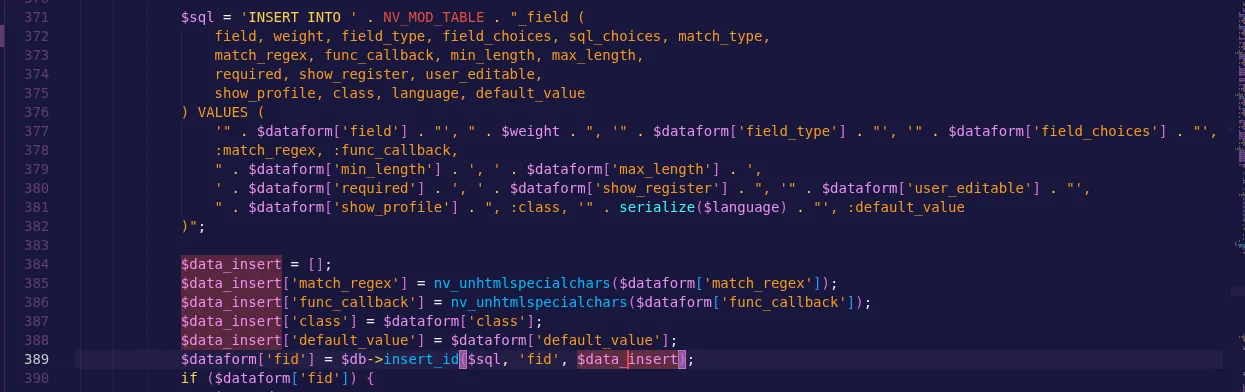 371 $sql = 'INSERT INTO ' . NV_MOD_TABLE . "_field (
372 field, weight, field_type, field_choices, sql_choices, match_type,
373 match_regex, func_callback, min_length, max_length,
374 required, show_register, user_editable,
375 show_profile, class, language, default_value
376 ) VALUES (
377 '" . $dataform['field'] . "', " . $weight . ", '" . $dataform['field_type'] . "', '" . $dataform['field_choices'] . "',
378 :match_regex, :func_callback,
379 " . $dataform['min_length'] . ', ' . $dataform['max_length'] . ',
380 ' . $dataform['required'] . ', ' . $dataform['show_register'] . ", '" . $dataform['user_editable'] . "',
381 " . $dataform['show_profile'] . ", :class, '" . serialize($language) . "', :default_value
382 )";
383
384 $data_insert = [];
385 $data_insert['match_regex'] = nv_unhtmlspecialchars($dataform['match_regex']);
386 $data_insert['func_callback'] = nv_unhtmlspecialchars($dataform['func_callback']);
387 $data_insert['class'] = $dataform['class'];
388 $data_insert['default_value'] = $dataform['default_value'];
389 $dataform['fid'] = $db->insert_id($sql, 'fid', $data_insert);
390 if ($dataform['fid']) {